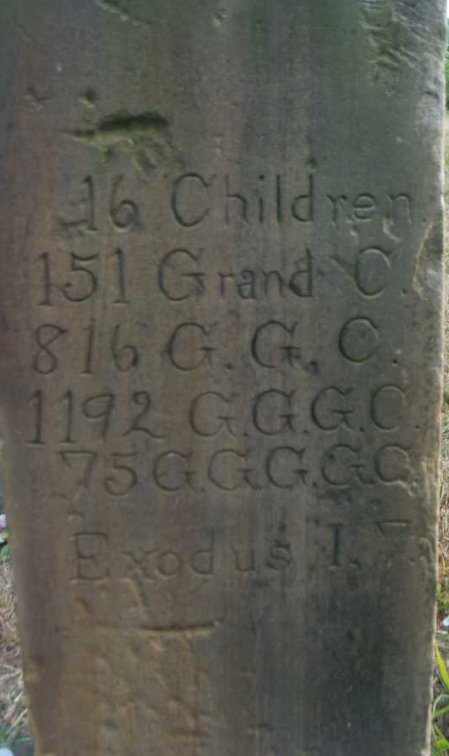 16 Children.
151 Grand C.
816 G. G. C.
1192 G.G.G.C.
75 G.G.G.G.C.
Exodus I. 7.